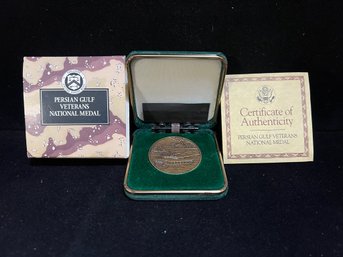 PERSIAN GULF
VETERANS
NATIONAL MEDAL
Certificate of
Authenticity
PERSIAN GULF VETERANS
NATIONAL MEDAL